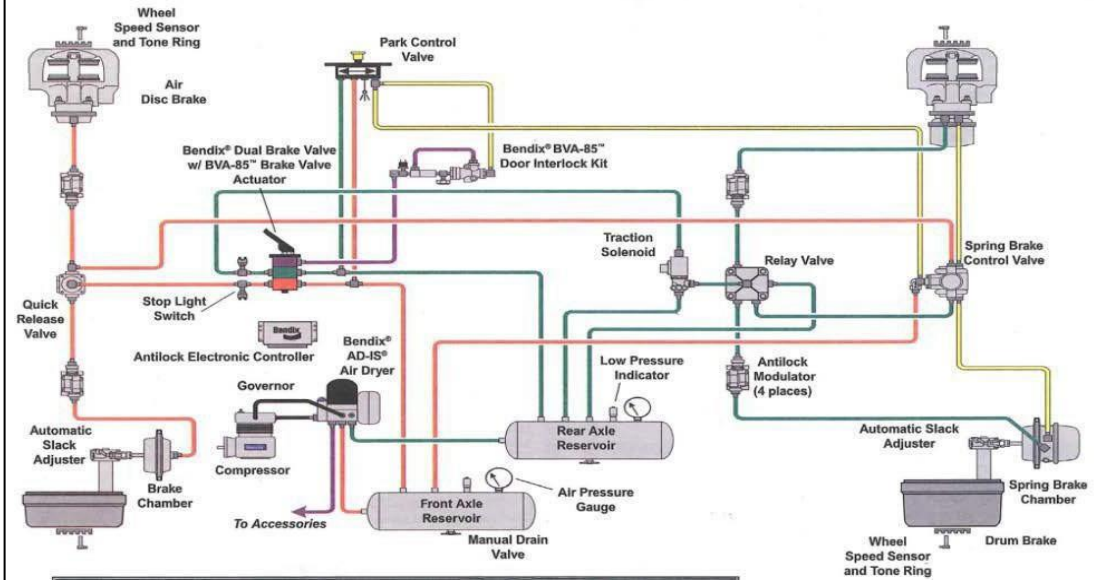 Wheel
Speed Sensor
and Tone Ring
Park Control
Valve
Air
Disc Brake
Bendix® Dual Brake Valve
w/ BVA-85™ Brake Valve
Actuator
Bendix® BVA-85™
Door Interlock Kit
Traction
Solenoid
Relay Valve
Spring Brake
Control Valve
Quick
Release
Valve
Stop Light
Switch
Bendix
Antilock Electronic Controller
Bendix®
AD-IS®
Air Dryer
Governor
Low Pressure
Indicator
Antilock
Modulator
(4 places)
Automatic
Slack
Adjuster
Compressor
Rear Axle
Reservoir
Automatic Slack
Adjuster
Brake
Chamber
Air Pressure
Gauge
Spring Brake
Chamber
To Accessories
Front Axle
Reservoir
Manual Drain
Valve
Wheel
Speed Sensor
and Tone Ring
Drum Brake